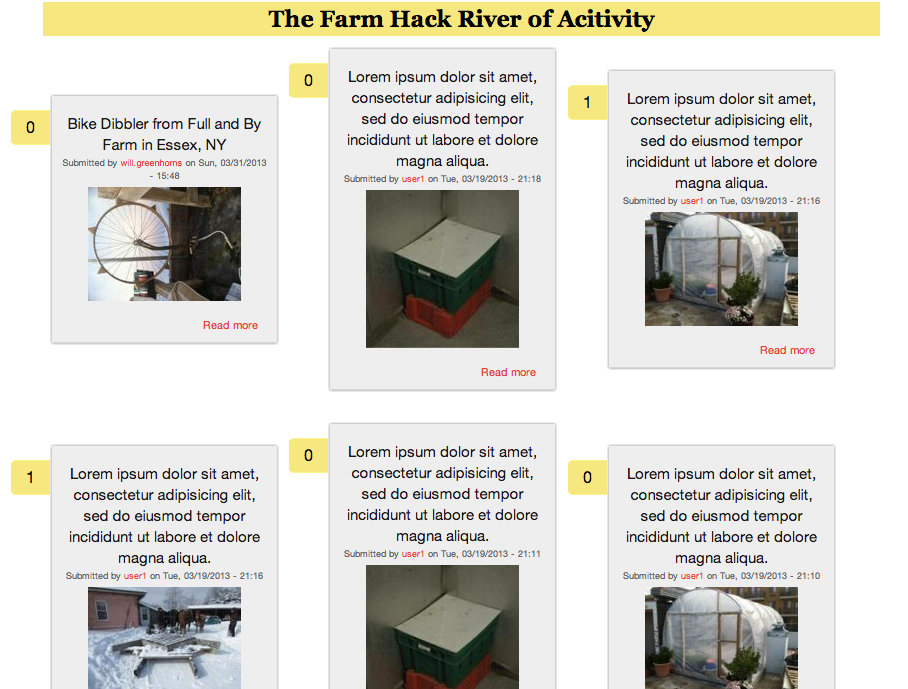 The Farm Hack River of Acitivity
0
Bike Dibbler from Full and By
Farm in Essex, NY
Submitted by will.greenhorns on Sun, 03/31/2013
- 15:48
Read more
0
Lorem ipsum dolor sit amet,
consectetur adipisicing elit,
sed do eiusmod tempor
incididunt ut labore et dolore
magna aliqua.
Submitted by user1 on Tue, 03/19/2013 - 21:18
Read more
1
Lorem ipsum dolor sit amet,
consectetur adipisicing elit,
sed do eiusmod tempor
incididunt ut labore et dolore
magna aliqua.
Submitted by user1 on Tue, 03/19/2013 - 21:16
Read more
1
Lorem ipsum dolor sit amet,
consectetur adipisicing elit,
sed do eiusmod tempor
incididunt ut labore et dolore
magna aliqua.
Submitted by user1 on Tue, 03/19/2013 - 21:16
0
Lorem ipsum dolor sit amet,
consectetur adipisicing elit,
sed do eiusmod tempor
incididunt ut labore et dolore
magna aliqua.
Submitted by user1 on Tue, 03/19/2013 - 21:11
0
Lorem ipsum dolor sit amet,
consectetur adipisicing elit,
sed do eiusmod tempor
incididunt ut labore et dolore
magna aliqua.
Submitted by user1 on Tue, 03/19/2013 - 21:10